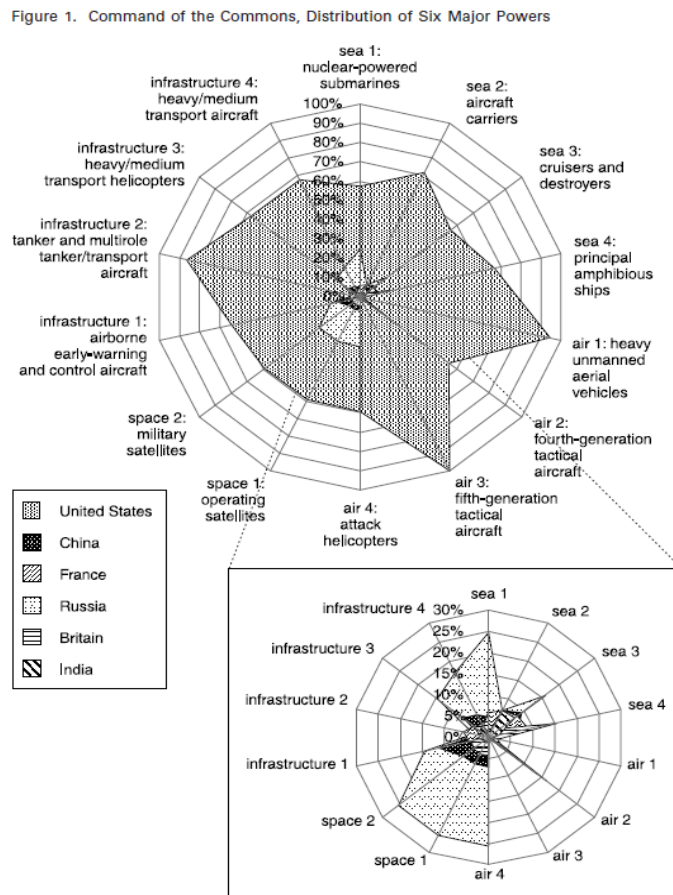 Figure 1. Command of the Commons, Distribution of Six Major Powers
sea 1:
nuclear-powered
submarines
sea 2:
aircraft
carriers
sea 3:
cruisers and
destroyers
sea 4:
principal
amphibious
ships
air 1: heavy
unmanned
aerial
vehicles
air 2:
fourth-generation
tactical
aircraft
air 3:
fifth-generation
tactical
aircraft
air 4:
attack
helicopters
space 1:
operating
satellites
space 2:
military
satellites
infrastructure 1:
airborne
early-warning
and control aircraft
infrastructure 2:
tanker and multirole
tanker/transport
aircraft
infrastructure 3:
heavy/medium
transport helicopters
infrastructure 4:
heavy/medium
transport aircraft
100%
90%
80%
70%
60%
50%
40%
30%
20%
10%
0%
United States
China
France
Russia
Britain
India
sea 1
sea 2
sea 3
sea 4
air 1
air 2
air 3
air 4
space 1
space 2
infrastructure 1
infrastructure 2
infrastructure 3
infrastructure 4
30%
25%
20%
15%
10%
5%
0%